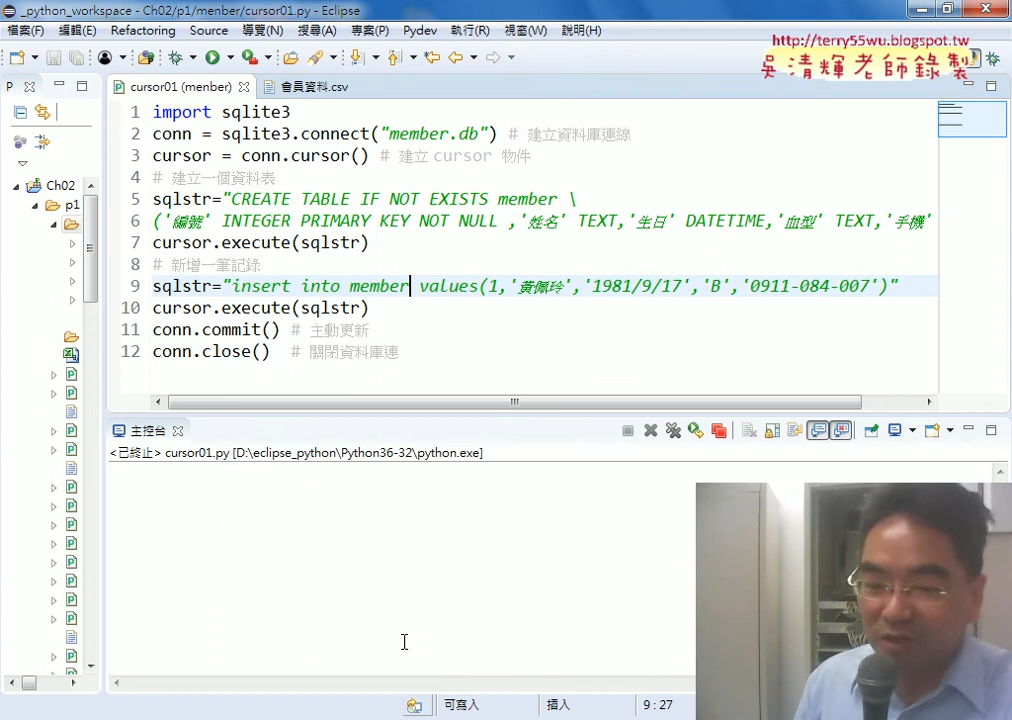 _python_workspace - Ch02/p1/menber/cursor01.py - Eclipse
檔案(F) 編輯(E) Refactoring Source 導覽(N) 搜尋(A) 專案(P) Pydev 執行(R) 視窗(W) 說明(H)
http://terry55wu.blogspot.tw
吳清輝老師錄製
P
cursor01 (menber) 會員資料.csv
1 import sqlite3
2 conn = sqlite3.connect("member.db") # 建立資料庫連線
3 cursor = conn.cursor() # 建立 cursor 物件
4 # 建立一個資料表
5 sqlstr="CREATE TABLE IF NOT EXISTS member \
6 ('編號' INTEGER PRIMARY KEY NOT NULL ,'姓名' TEXT,'生日' DATETIME,'血型' TEXT,'手機'
7 cursor.execute(sqlstr)
8 # 新增一筆記錄
9 sqlstr="insert into member values(1,'黃佩玲','1981/9/17','B','0911-084-007')"
10 cursor.execute(sqlstr)
11 conn.commit() # 主動更新
12 conn.close() # 關閉資料庫連
Ch02
p1
主控台
<已終止> cursor01.py [D:\eclipse_python\Python36-32\python.exe]
可寫入 插入 9:27